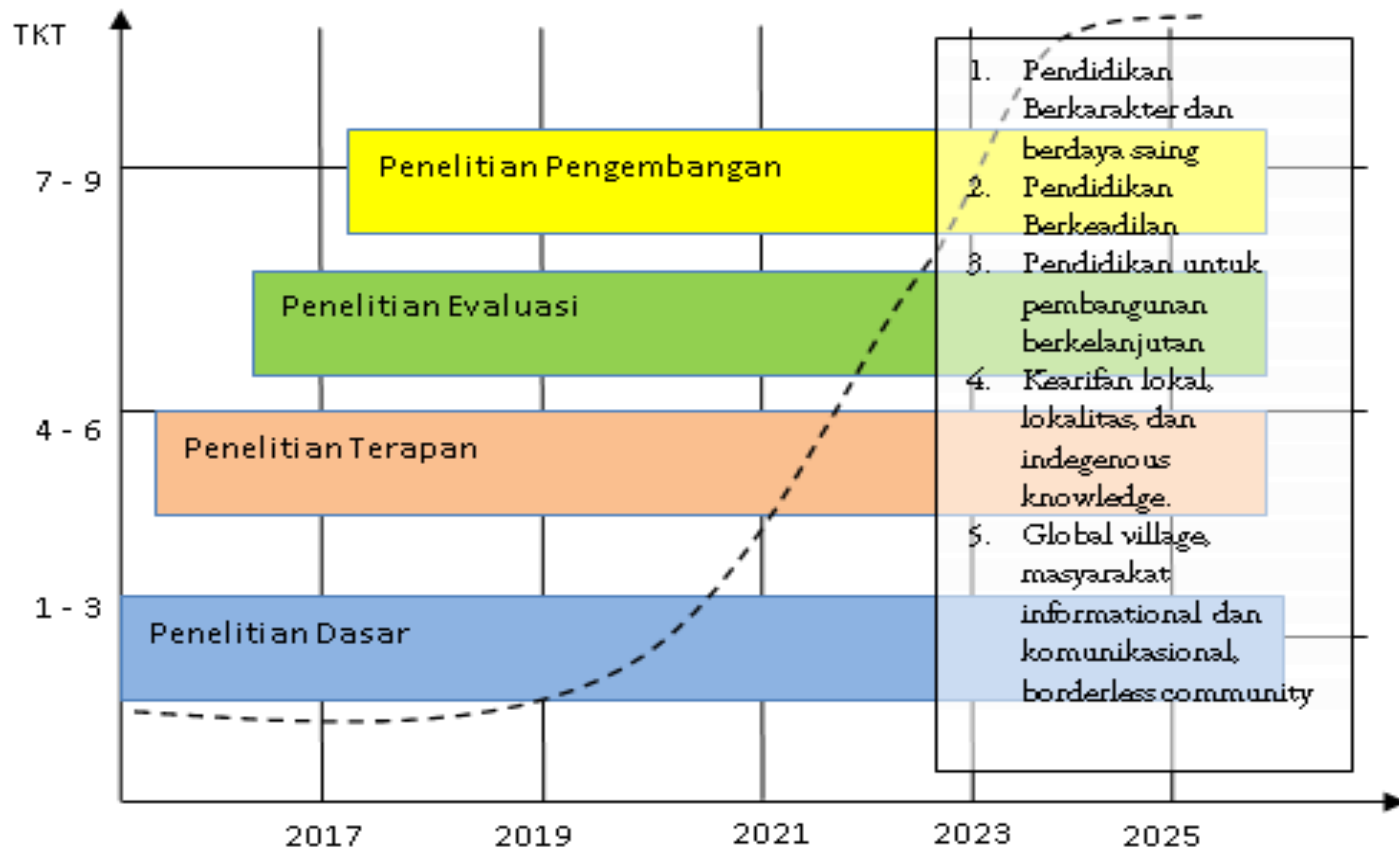 TKT
7 - 9
4 - 6
1 - 3
Penelitian Pengembangan
Penelitian Evaluasi
Penelitian Terapan
Penelitian Dasar
1. Pendidikan
Berkarakter dan
berdaya saing
2. Pendidikan
Berkeadilan
3. Pendidikan untuk
pembangunan
berkelanjutan
4. Kearifan lokal,
lokalitas, dan
indegenous
knowledge.
5. Global village,
masyarakat
informational dan
komunikasional,
borderless community
2017
2019
2021
2023
2025